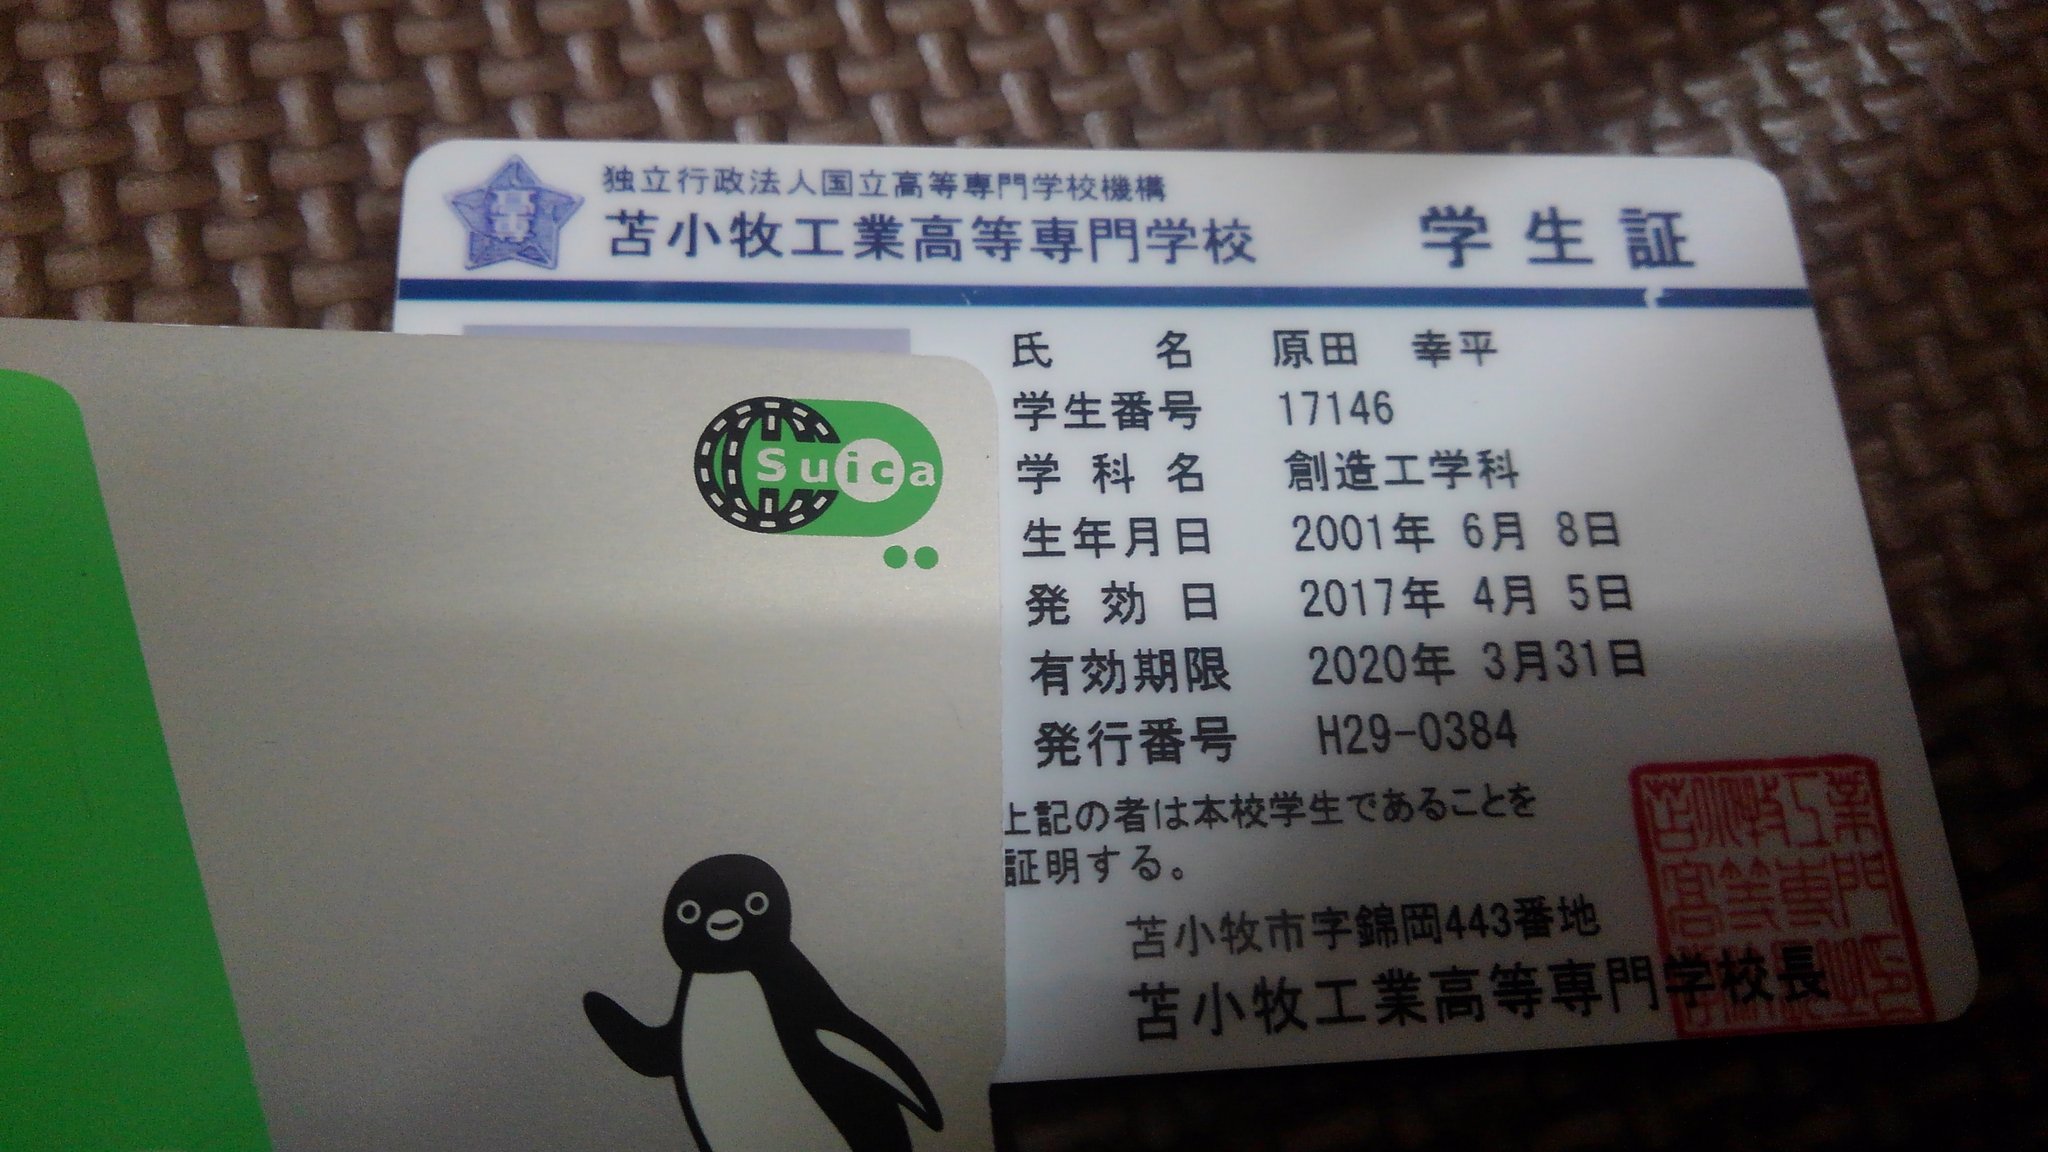 独立行政法人国立高等専門学校機構
苫小牧工業高等専門学校 学生証
氏 名 原田 幸平
学生番号 17146
学科名 創造工学科
生年月日 2001年 6月 8日
発効日 2017年 4月 5日
有効期限 2020年 3月31日
発行番号 H29-0384
上記の者は本校学生であることを
証明する。
苫小牧市字錦岡443番地
苫小牧工業高等専門学校長
Suica